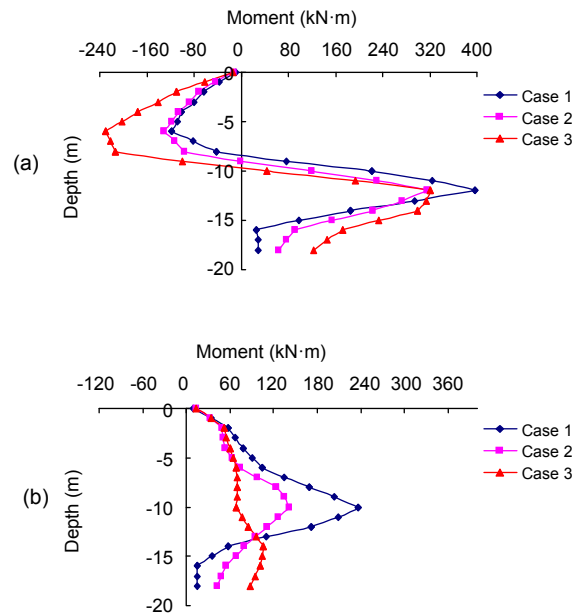 Moment (kN·m)
-240 -160 -80 0 80 160 240 320 400
0
-5
-10
-15
-20
Depth (m)
(a)
Case 1
Case 2
Case 3
Moment (kN·m)
-120 -60 0 60 120 180 240 300 360
0
-5
-10
-15
-20
Depth (m)
(b)
Case 1
Case 2
Case 3